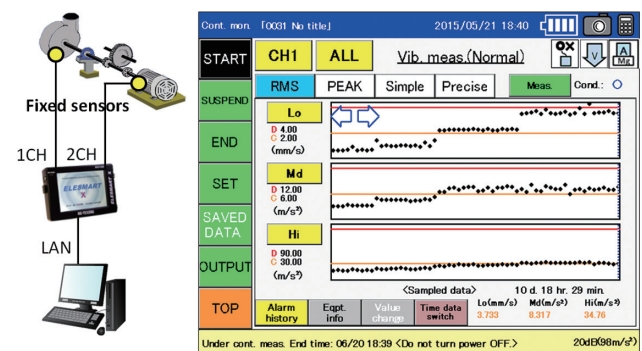 Fixed sensors
1CH 2CH
ELESMART
X
LAN
Cont. mon. 「0031 No title」 2015/05/21 18:40
START CH1 ALL Vib. meas.(Normal) V A
Mg.
RMS PEAK Simple Precise Meas. Cond.:
SUSPEND
END
SET
SAVED
DATA
OUTPUT
TOP
Lo
D 4.00
C 2.00
(mm/s)
Md
D 12.00
C 6.00
(m/s²)
Hi
D 90.00
C 30.00
(m/s²)
<Sampled data> 10 d. 18 hr. 29 min.
Alarm
history
Eqpt.
info
Value
change
Time data
switch
Lo(mm/s) Md(m/s²) Hi(m/s²)
3.733 8.317 34.76
Under cont. meas. End time: 06/20 18:39 <Do not turn power OFF.> 20dB(98m/s²)